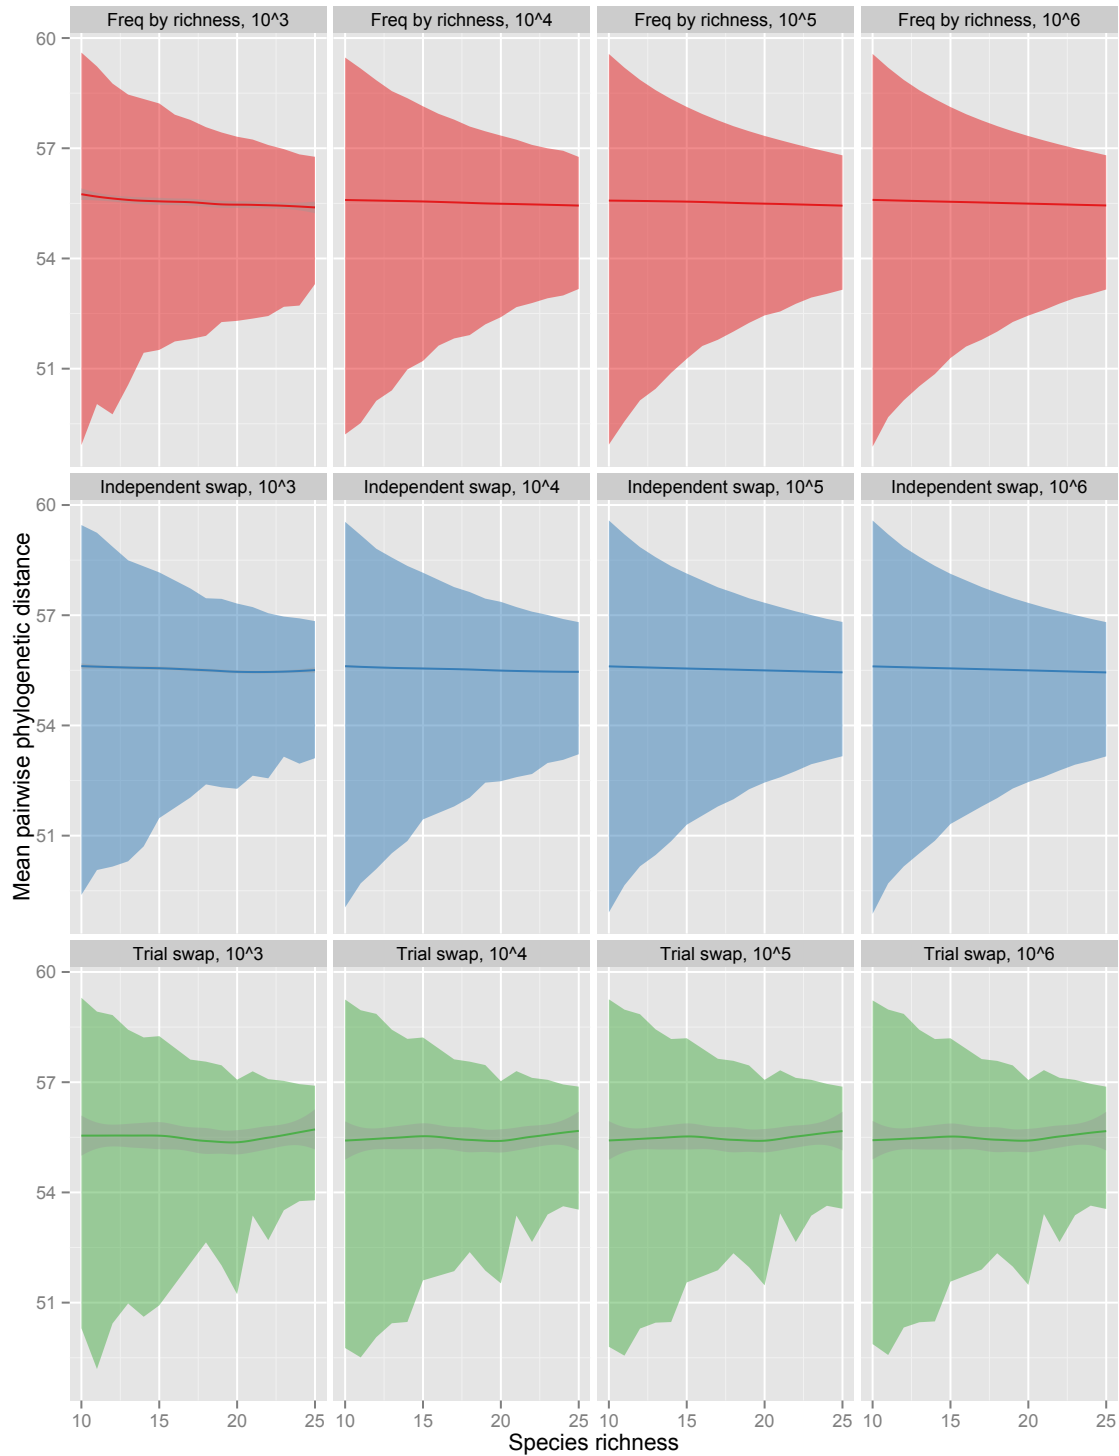 Freq by richness, 10^3
Freq by richness, 10^4
Freq by richness, 10^5
Freq by richness, 10^6
60
57
54
51
Independent swap, 10^3
Independent swap, 10^4
Independent swap, 10^5
Independent swap, 10^6
60
57
54
51
Mean pairwise phylogenetic distance
Trial swap, 10^3
Trial swap, 10^4
Trial swap, 10^5
Trial swap, 10^6
60
57
54
51
10 15 20 25 10 15 20 25 10 15 20 25 10 15 20 25
Species richness